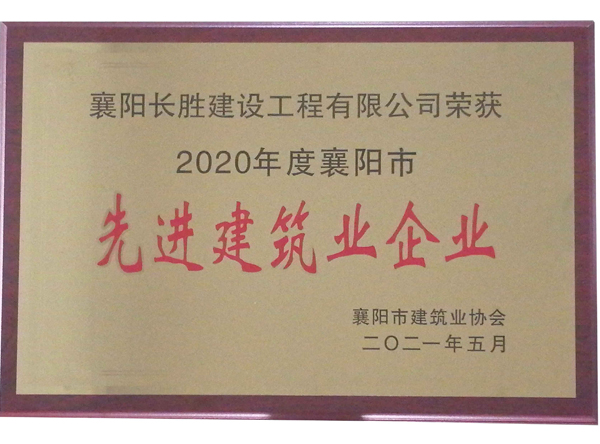 襄阳长胜建设工程有限公司荣获
2020年度襄阳市
先进建筑业企业
襄阳市建筑业协会
二〇二一年五月